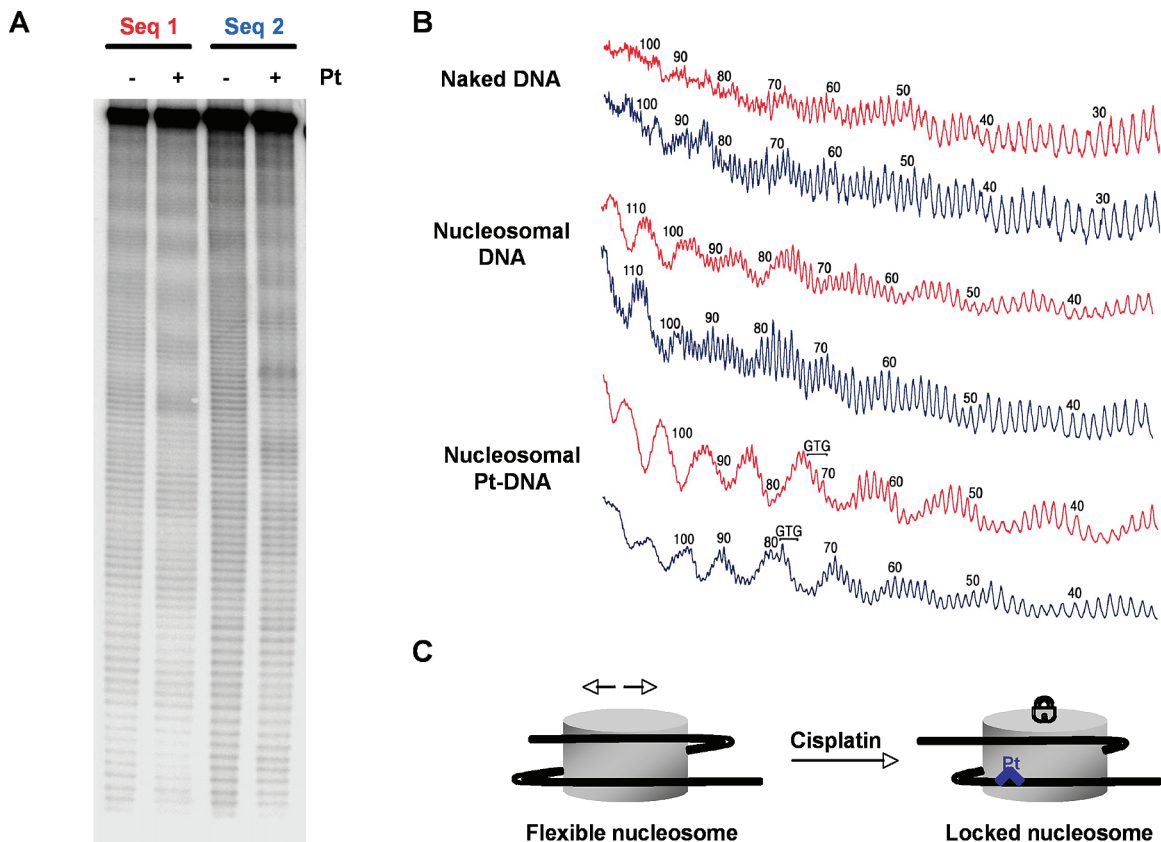 A
Seq 1 Seq 2
- + - + Pt
B
Naked DNA
100 90 80 70 60 50 40 30
100 90 80 70 60 50 40 30
Nucleosomal
DNA
110 100 90 80 70 60 50 40
110 100 90 80 70 60 50 40
Nucleosomal
Pt-DNA
100 90 80 GTG 70 60 50 40
100 90 80 GTG 70 60 50 40
C
Cisplatin
Pt
Flexible nucleosome
Locked nucleosome